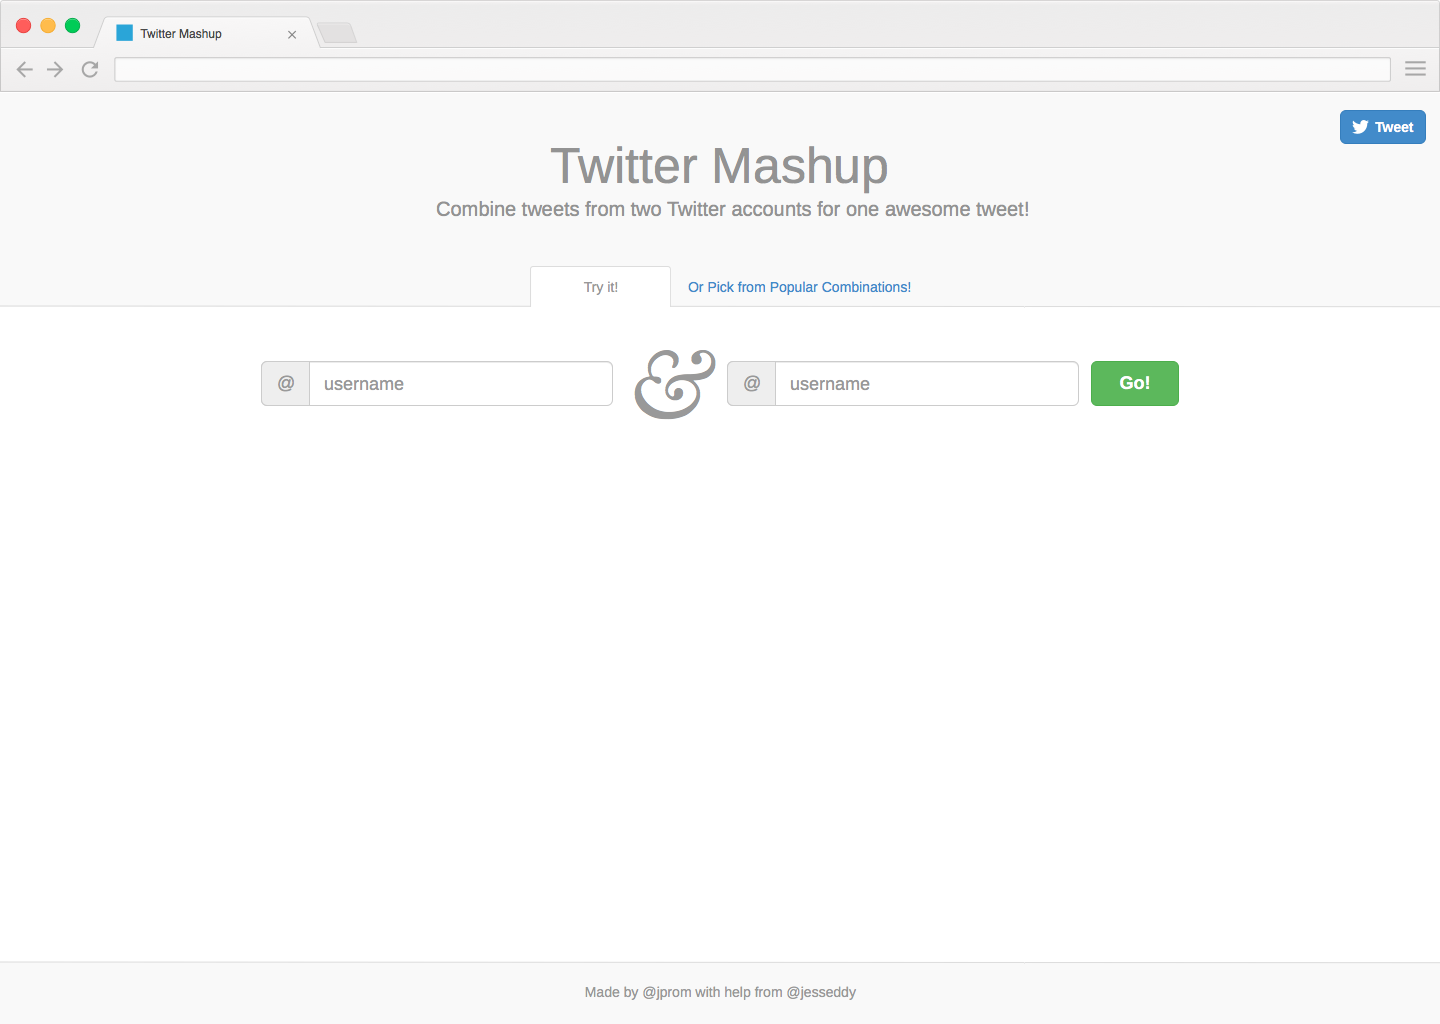 Twitter Mashup
Tweet
Twitter Mashup
Combine tweets from two Twitter accounts for one awesome tweet!
Try it! Or Pick from Popular Combinations!
@ username & @ username Go!
Made by @jprom with help from @jesseddy